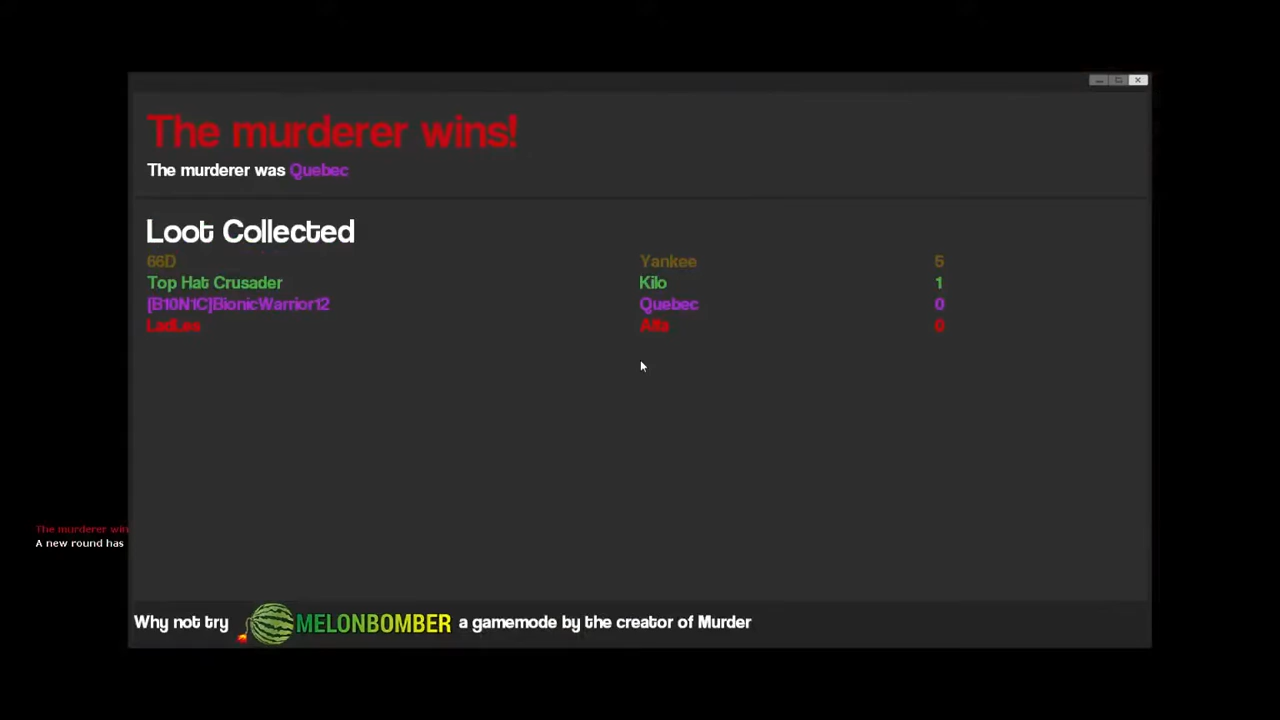 The murderer wins!
The murderer was Quebec
Loot Collected
66D Yankee 5
Top Hat Crusader Kilo 1
[B10N1C]BionicWarrior12 Quebec 0
LadLes Alfa 0
The murderer win
A new round has
Why not try MELONBOMBER a gamemode by the creator of Murder